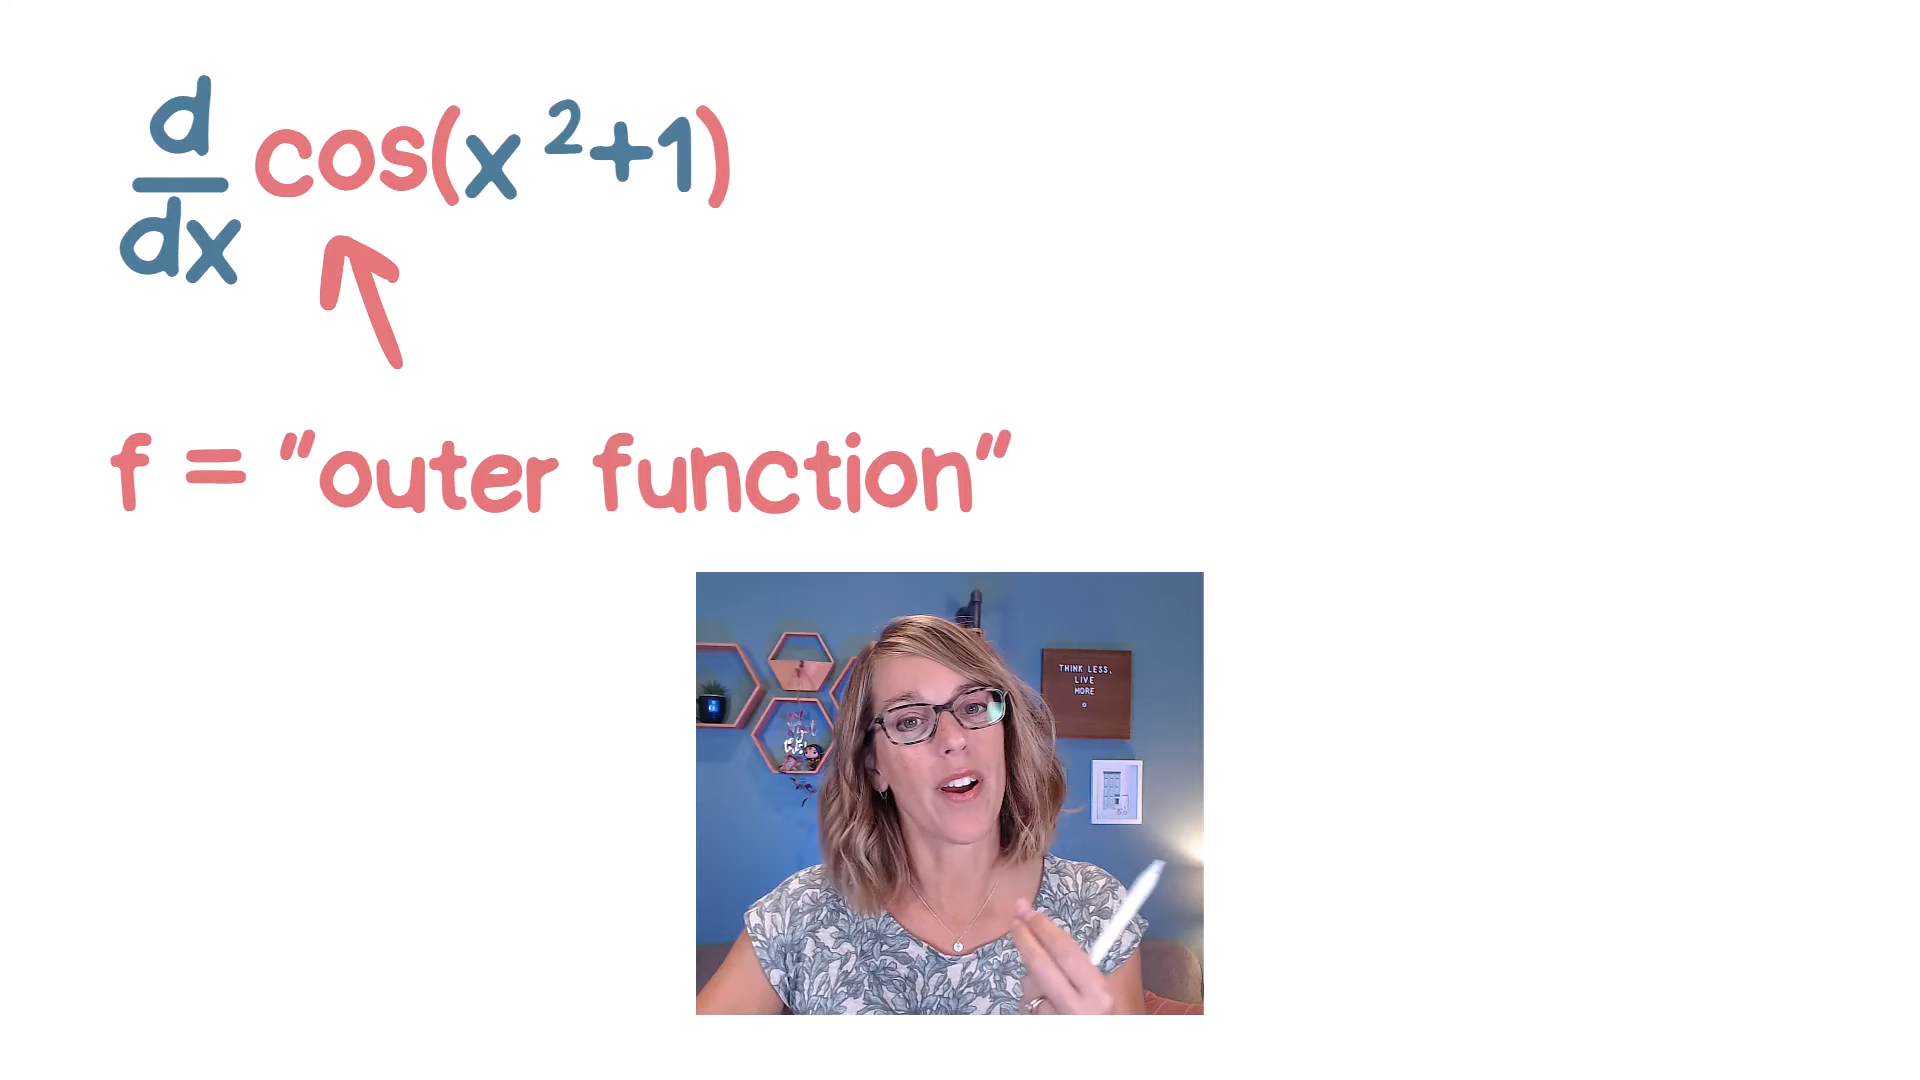 d/dx cos(x²+1)
f = "outer function"
THINK LESS,
LIVE
MORE